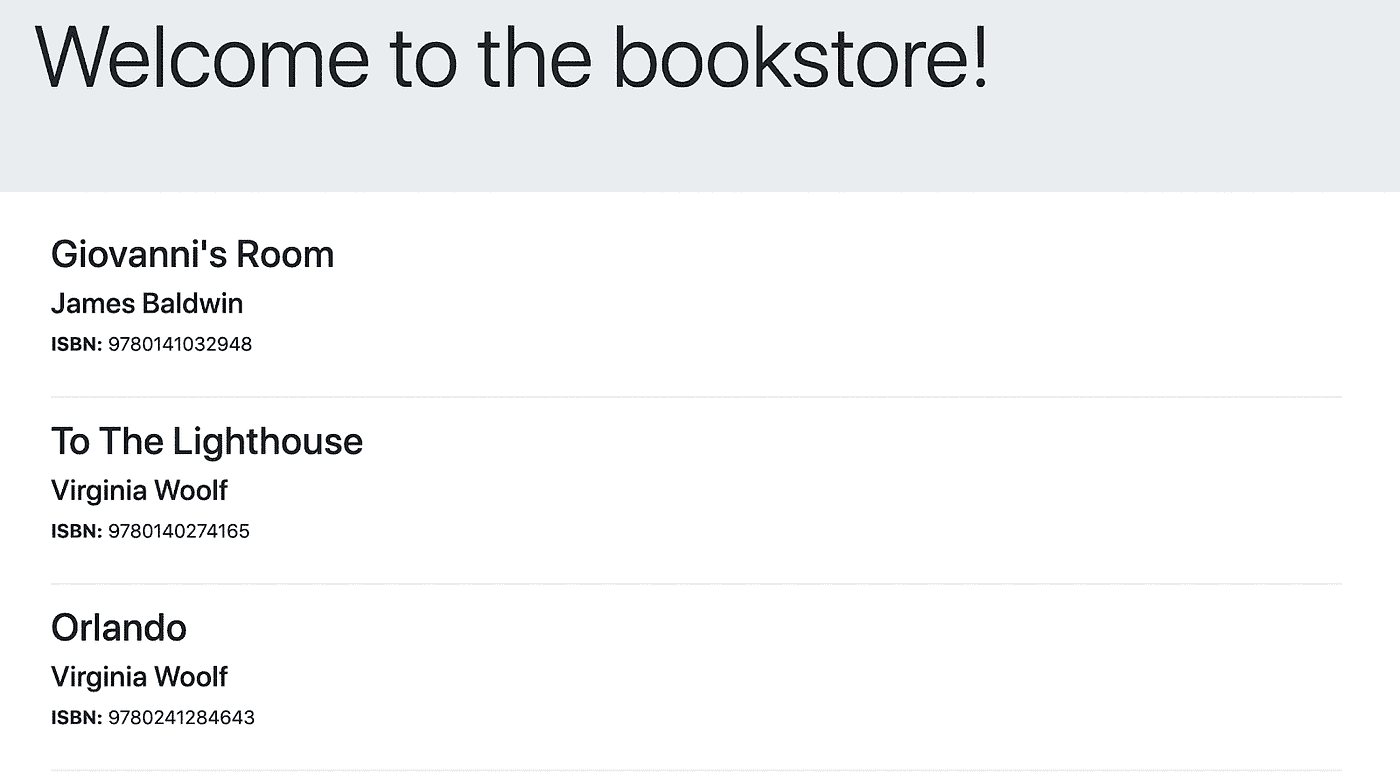 Welcome to the bookstore!
Giovanni's Room
James Baldwin
ISBN: 9780141032948
To The Lighthouse
Virginia Woolf
ISBN: 9780140274165
Orlando
Virginia Woolf
ISBN: 9780241284643